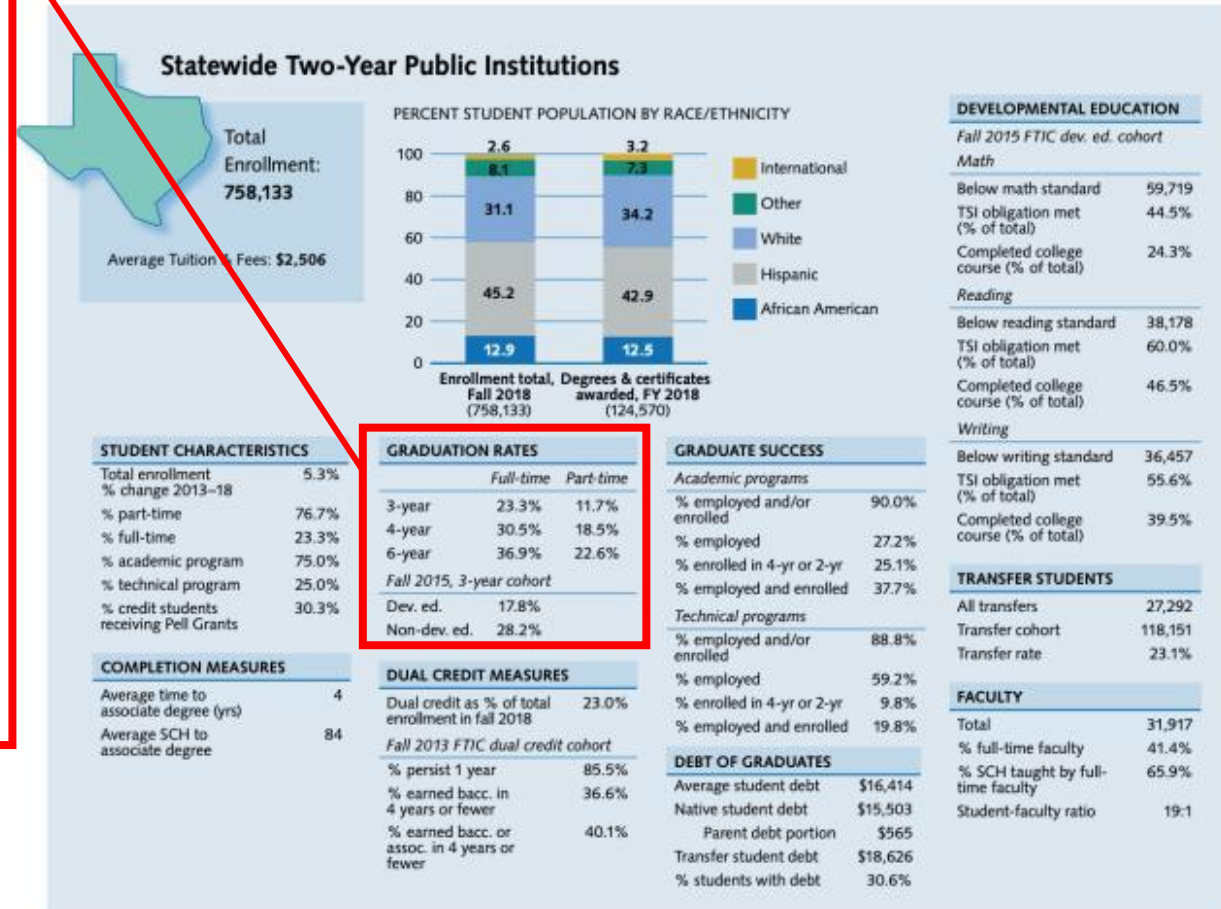 Statewide Two-Year Public Institutions
Total
Enrollment:
758,133
Average Tuition & Fees: $2,506
PERCENT STUDENT POPULATION BY RACE/ETHNICITY
100
80
60
40
20
0
2.6
8.1
31.1
45.2
12.9
3.2
7.3
34.2
42.9
12.5
Enrollment total,
Fall 2018
(758,133)
Degrees & certificates
awarded, FY 2018
(124,570)
International
Other
White
Hispanic
African American
STUDENT CHARACTERISTICS
Total enrollment 5.3%
% change 2013–18
% part-time 76.7%
% full-time 23.3%
% academic program 75.0%
% technical program 25.0%
% credit students 30.3%
receiving Pell Grants
COMPLETION MEASURES
Average time to 4
associate degree (yrs)
Average SCH to 84
associate degree
GRADUATION RATES
Full-time Part-time
3-year 23.3% 11.7%
4-year 30.5% 18.5%
6-year 36.9% 22.6%
Fall 2015, 3-year cohort
Dev. ed. 17.8%
Non-dev. ed. 28.2%
DUAL CREDIT MEASURES
Dual credit as % of total 23.0%
enrollment in fall 2018
Fall 2013 FTIC dual credit cohort
% persist 1 year 85.5%
% earned bacc. in 36.6%
4 years or fewer
% earned bacc. or 40.1%
assoc. in 4 years or
fewer
GRADUATE SUCCESS
Academic programs
% employed and/or 90.0%
enrolled
% employed 27.2%
% enrolled in 4-yr or 2-yr 25.1%
% employed and enrolled 37.7%
Technical programs
% employed and/or 88.8%
enrolled
% employed 59.2%
% enrolled in 4-yr or 2-yr 9.8%
% employed and enrolled 19.8%
DEBT OF GRADUATES
Average student debt $16,414
Native student debt $15,503
Parent debt portion $565
Transfer student debt $18,626
% students with debt 30.6%
DEVELOPMENTAL EDUCATION
Fall 2015 FTIC dev. ed. cohort
Math
Below math standard 59,719
TSI obligation met 44.5%
(% of total)
Completed college 24.3%
course (% of total)
Reading
Below reading standard 38,178
TSI obligation met 60.0%
(% of total)
Completed college 46.5%
course (% of total)
Writing
Below writing standard 36,457
TSI obligation met 55.6%
(% of total)
Completed college 39.5%
course (% of total)
TRANSFER STUDENTS
All transfers 27,292
Transfer cohort 118,151
Transfer rate 23.1%
FACULTY
Total 31,917
% full-time faculty 41.4%
% SCH taught by full- 65.9%
time faculty
Student-faculty ratio 19:1